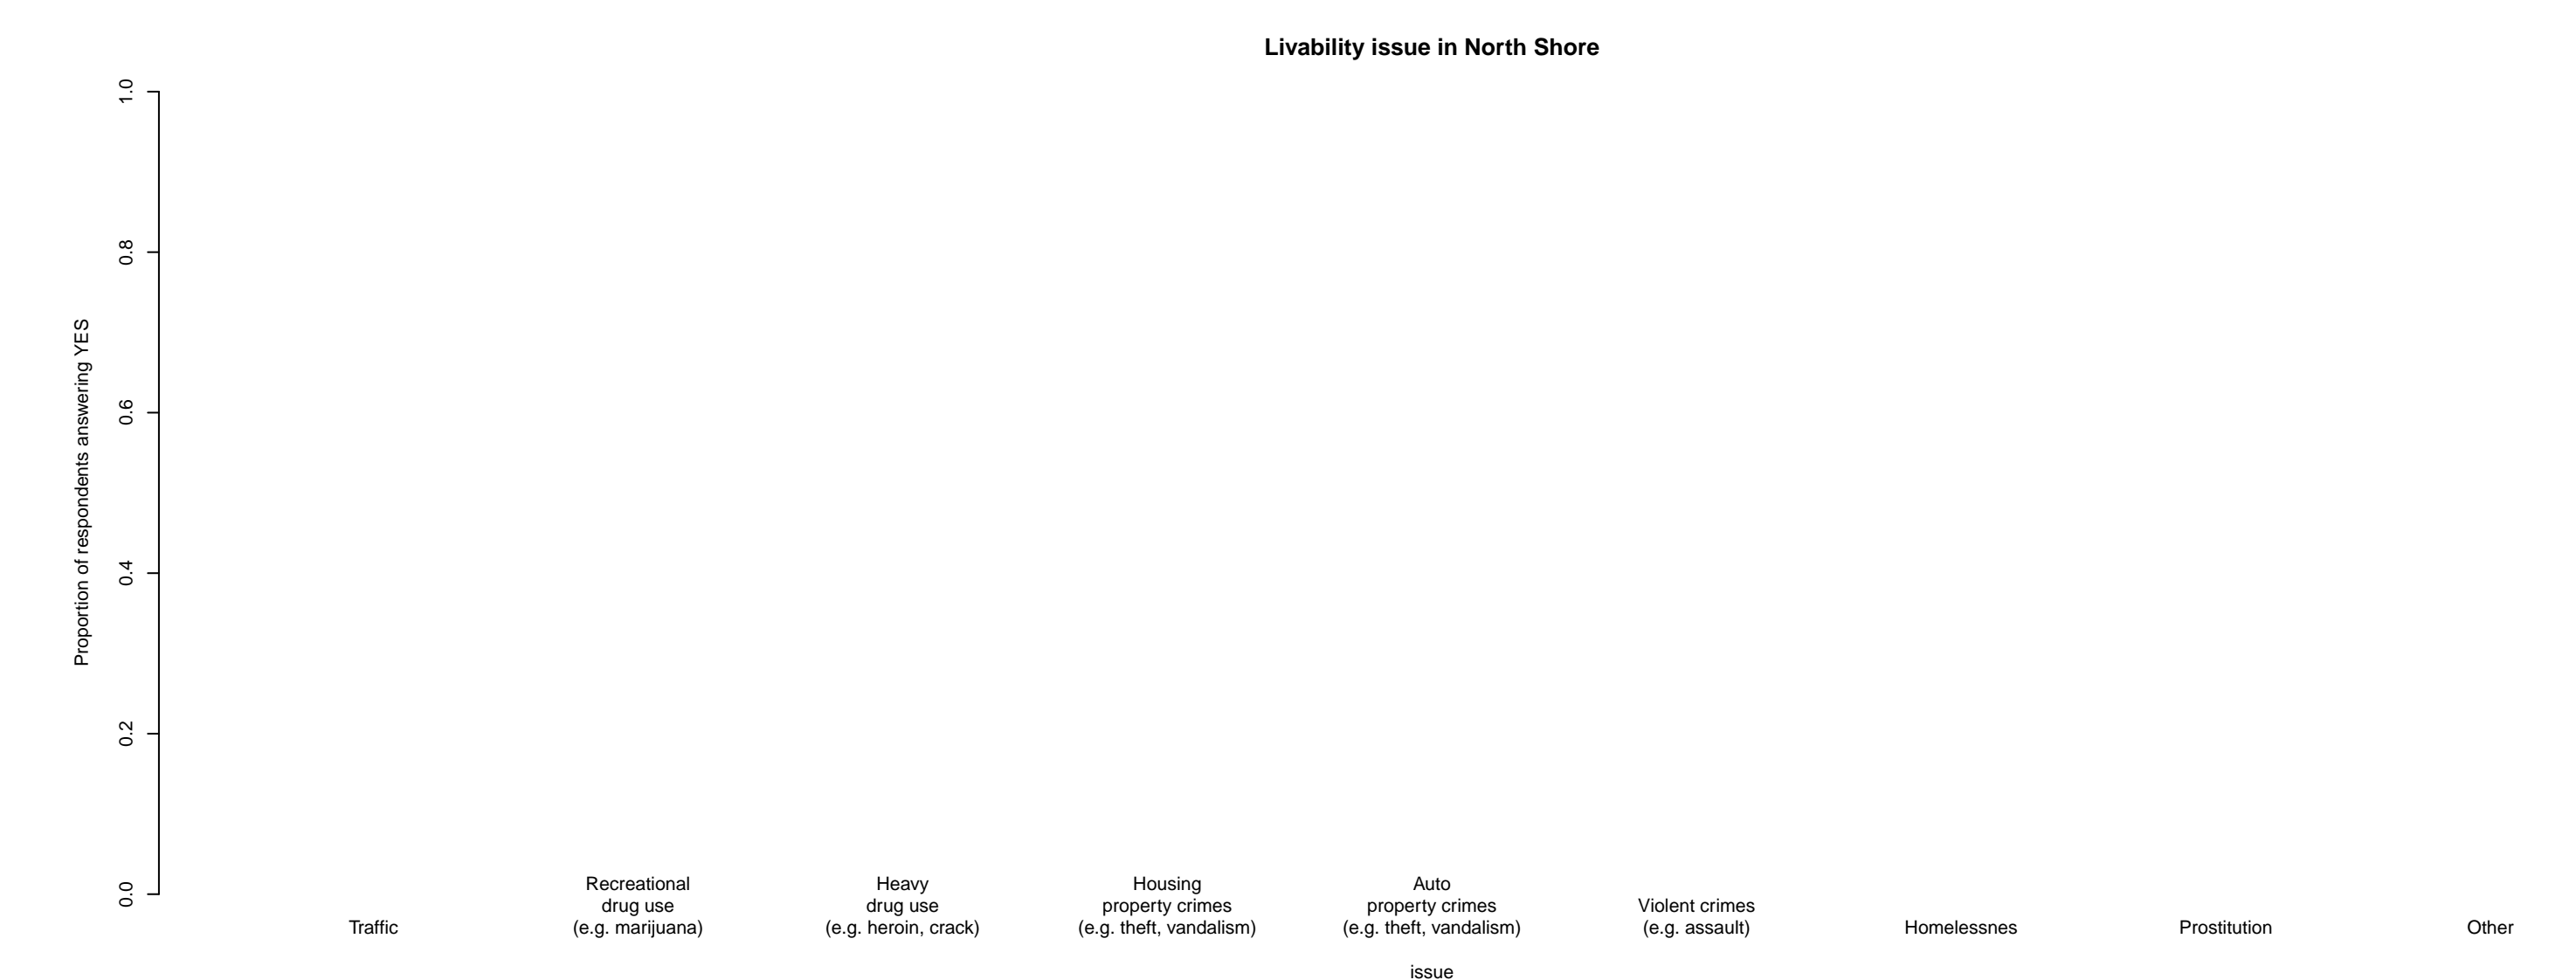 Livability issue in North Shore
Proportion of respondents answering YES
1.0
0.8
0.6
0.4
0.2
0.0
Traffic
Recreational
drug use
(e.g. marijuana)
Heavy
drug use
(e.g. heroin, crack)
Housing
property crimes
(e.g. theft, vandalism)
Auto
property crimes
(e.g. theft, vandalism)
Violent crimes
(e.g. assault)
Homelessnes
Prostitution
Other
issue